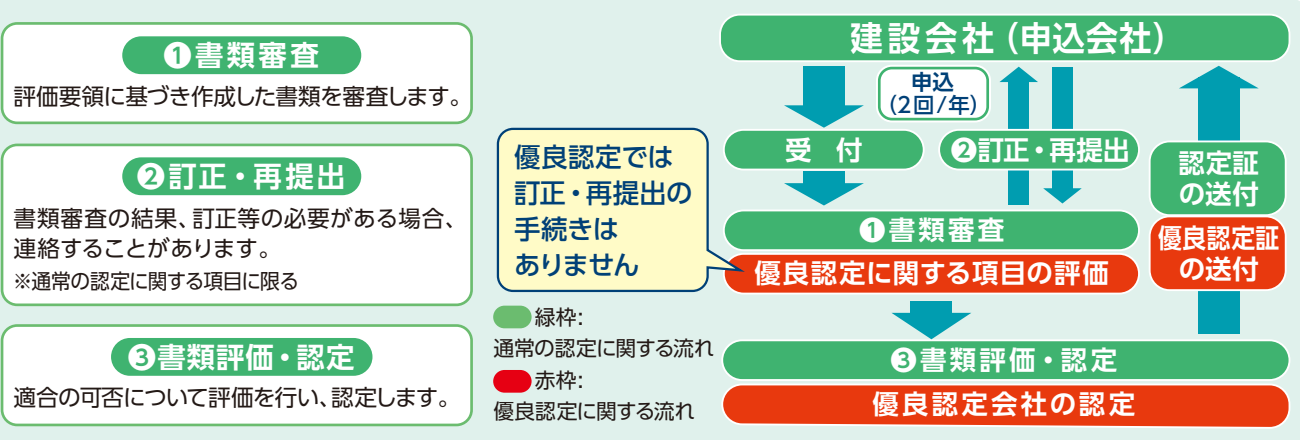 ❶書類審査
評価要領に基づき作成した書類を審査します。
❷訂正・再提出
書類審査の結果、訂正等の必要がある場合、
連絡することがあります。
※通常の認定に関する項目に限る
❸書類評価・認定
適合の可否について評価を行い、認定します。
優良認定では
訂正・再提出の
手続きは
ありません
緑枠:
通常の認定に関する流れ
赤枠:
優良認定に関する流れ
建設会社（申込会社）
申込
(2回/年)
受 付
❷訂正・再提出
❶書類審査
優良認定に関する項目の評価
認定証
の送付
優良認定証
の送付
❸書類評価・認定
優良認定会社の認定